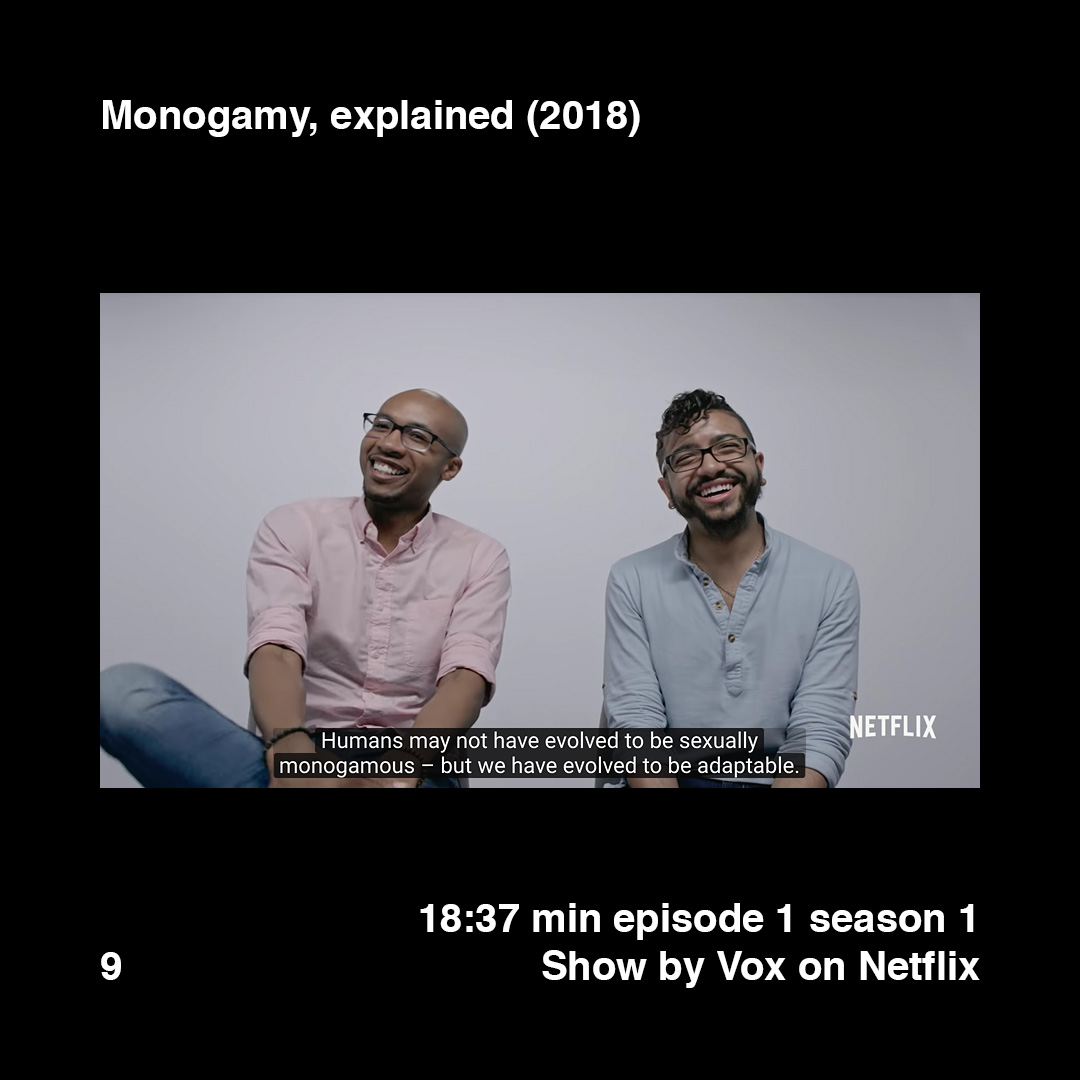 Monogamy, explained (2018)
NETFLIX
Humans may not have evolved to be sexually
monogamous – but we have evolved to be adaptable.
18:37 min episode 1 season 1
9
Show by Vox on Netflix